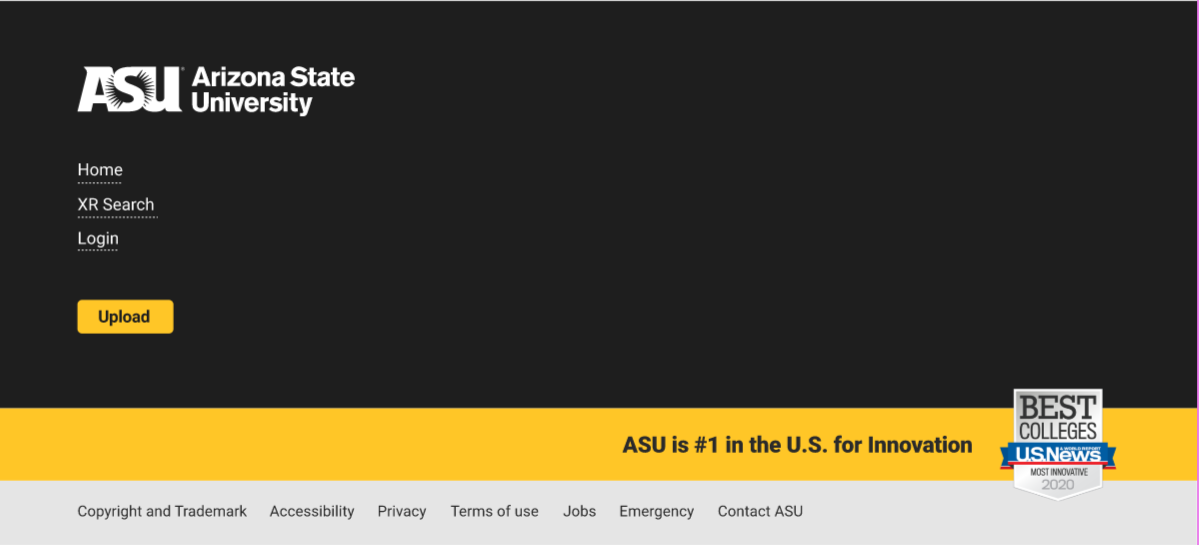 ASU Arizona State
University
Home
XR Search
Login
Upload
ASU is #1 in the U.S. for Innovation
BEST
COLLEGES
U.S.News
& WORLD REPORT
MOST INNOVATIVE
2020
Copyright and Trademark Accessibility Privacy Terms of use Jobs Emergency Contact ASU